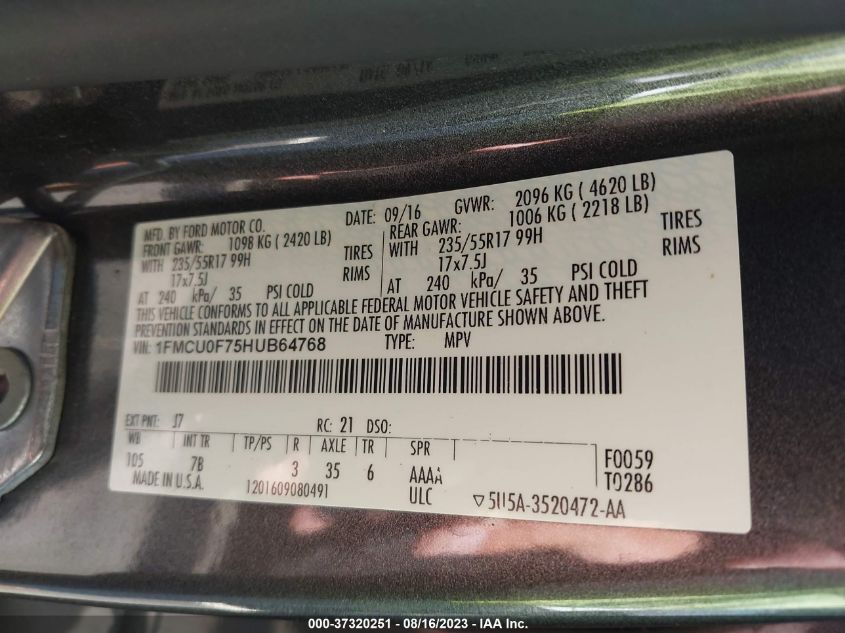 MFD. BY FORD MOTOR CO.
DATE: 09/16 GVWR: 2096 KG ( 4620 LB)
FRONT GAWR: 1098 KG ( 2420 LB)
REAR GAWR: 1006 KG ( 2218 LB)
WITH 235/55R17 99H TIRES
WITH 235/55R17 99H TIRES
17x7.5J RIMS
17x7.5J RIMS
AT 240 kPa/ 35 PSI COLD
AT 240 kPa/ 35 PSI COLD
THIS VEHICLE CONFORMS TO ALL APPLICABLE FEDERAL MOTOR VEHICLE SAFETY AND THEFT
PREVENTION STANDARDS IN EFFECT ON THE DATE OF MANUFACTURE SHOWN ABOVE.
VIN: 1FMCU0F75HUB64768 TYPE: MPV
EXT PNT: J7 RC: 21 DSO:
WB INT TR TP/PS R AXLE TR SPR
105 7B 3 35 6 AAAA
F0059
T0286
MADE IN U.S.A. 1201609080491 ULC ▽5U5A-3520472-AA
000-37320251 - 08/16/2023 - IAA Inc.